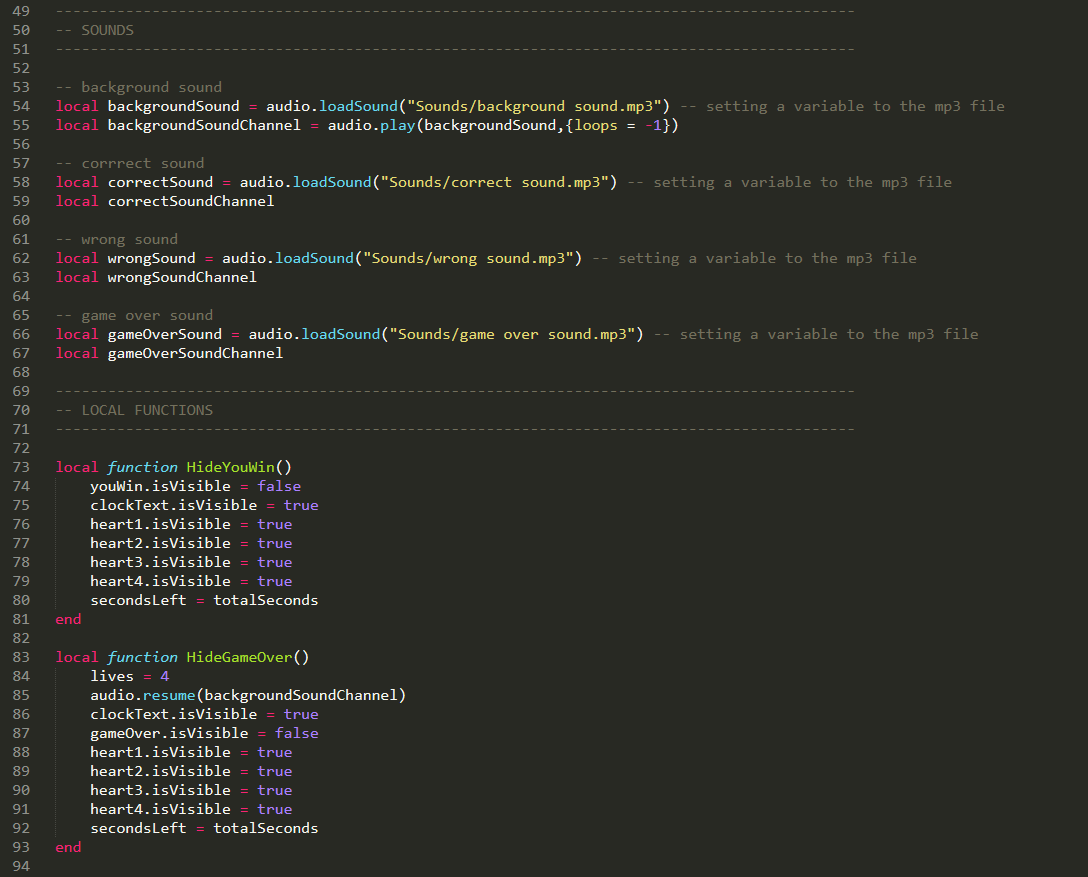 49 -------------------------------------------------------------------------------------------
50 -- SOUNDS
51 -------------------------------------------------------------------------------------------
52
53 -- background sound
54 local backgroundSound = audio.loadSound("Sounds/background sound.mp3") -- setting a variable to the mp3 file
55 local backgroundSoundChannel = audio.play(backgroundSound,{loops = -1})
56
57 -- corrrect sound
58 local correctSound = audio.loadSound("Sounds/correct sound.mp3") -- setting a variable to the mp3 file
59 local correctSoundChannel
60
61 -- wrong sound
62 local wrongSound = audio.loadSound("Sounds/wrong sound.mp3") -- setting a variable to the mp3 file
63 local wrongSoundChannel
64
65 -- game over sound
66 local gameOverSound = audio.loadSound("Sounds/game over sound.mp3") -- setting a variable to the mp3 file
67 local gameOverSoundChannel
68
69 -------------------------------------------------------------------------------------------
70 -- LOCAL FUNCTIONS
71 -------------------------------------------------------------------------------------------
72
73 local function HideYouWin()
74     youWin.isVisible = false
75     clockText.isVisible = true
76     heart1.isVisible = true
77     heart2.isVisible = true
78     heart3.isVisible = true
79     heart4.isVisible = true
80     secondsLeft = totalSeconds
81 end
82
83 local function HideGameOver()
84     lives = 4
85     audio.resume(backgroundSoundChannel)
86     clockText.isVisible = true
87     gameOver.isVisible = false
88     heart1.isVisible = true
89     heart2.isVisible = true
90     heart3.isVisible = true
91     heart4.isVisible = true
92     secondsLeft = totalSeconds
93 end
94